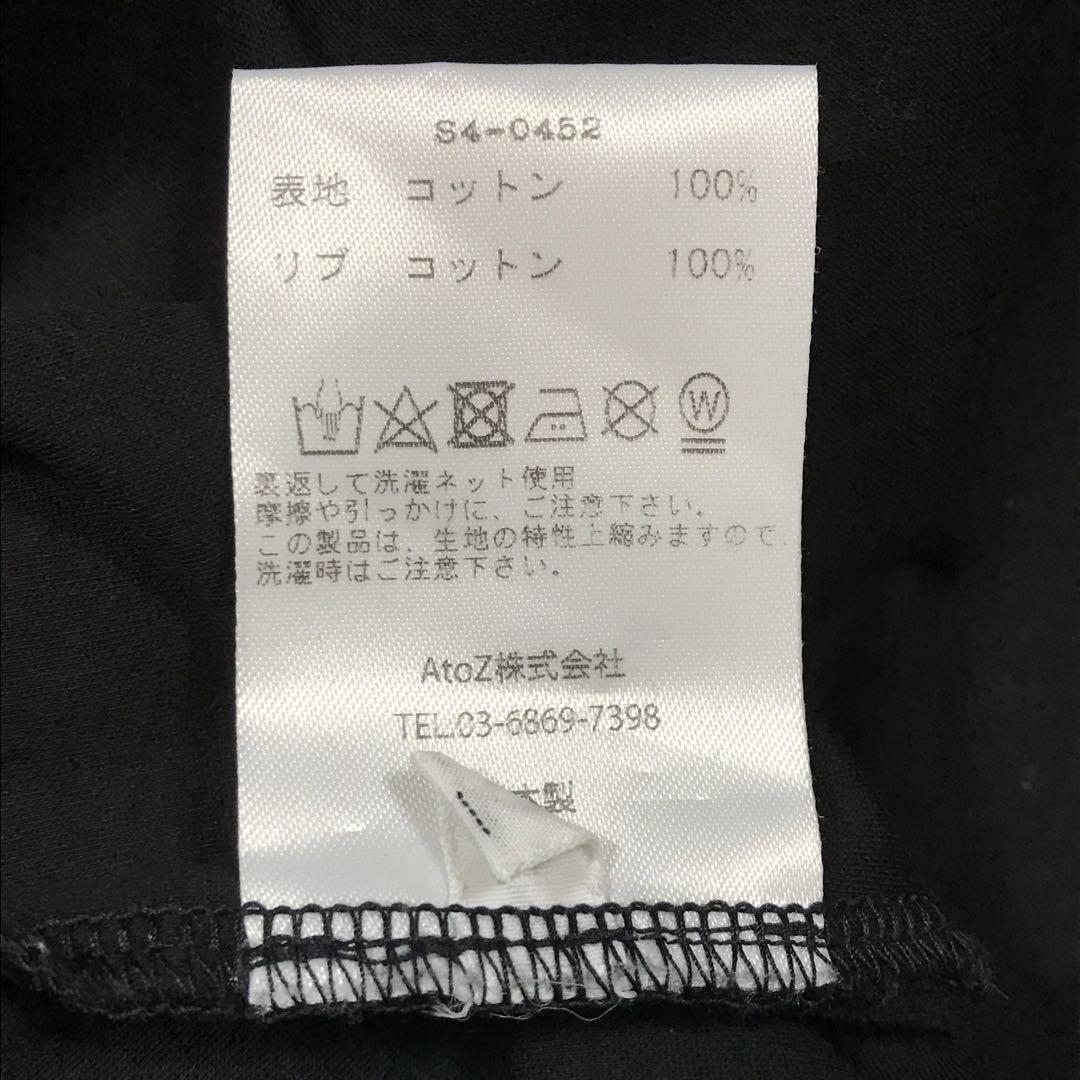 S4-0452
表地 コットン 100%
リブ コットン 100%
W
裏返して洗濯ネット使用
摩擦や引っかけに、ご注意下さい。
この製品は、生地の特性上縮みますので、
洗濯時はご注意下さい。
AtoZ株式会社
TEL:03-6869-7398
本製